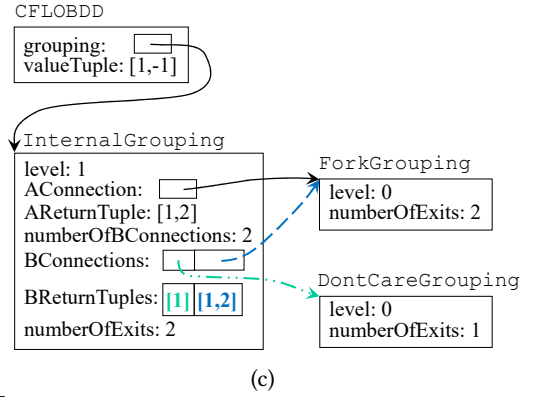 CFLOBDD
grouping:
valueTuple: [1,-1]
InternalGrouping
level: 1
AConnection:
AReturnTuple: [1,2]
numberOfBConnections: 2
BConnections:
BReturnTuples: [1] [1,2]
numberOfExits: 2
ForkGrouping
level: 0
numberOfExits: 2
DontCareGrouping
level: 0
numberOfExits: 1
(c)